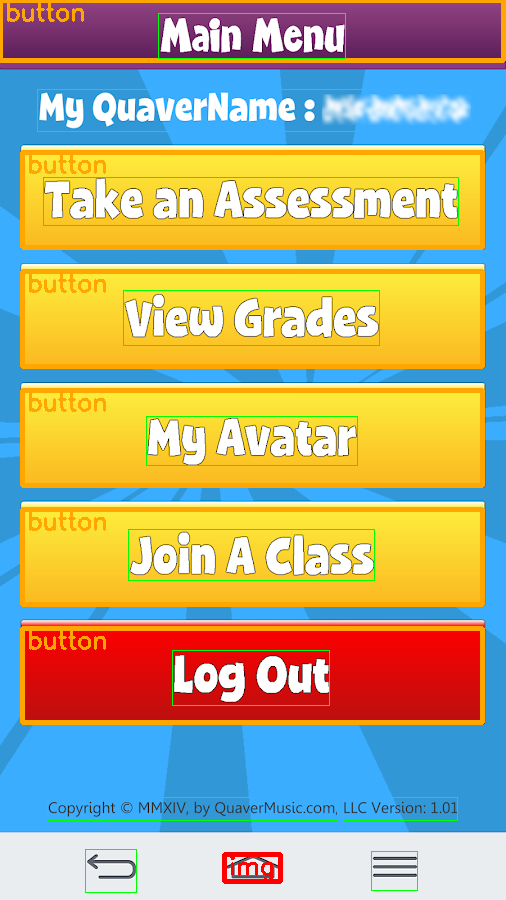 button
Main Menu
My QuaverName :
button
Take an Assessment
button
View Grades
button
My Avatar
button
Join A Class
button
Log Out
Copyright © MMXIV, by QuaverMusic.com, LLC Version: 1.01
img